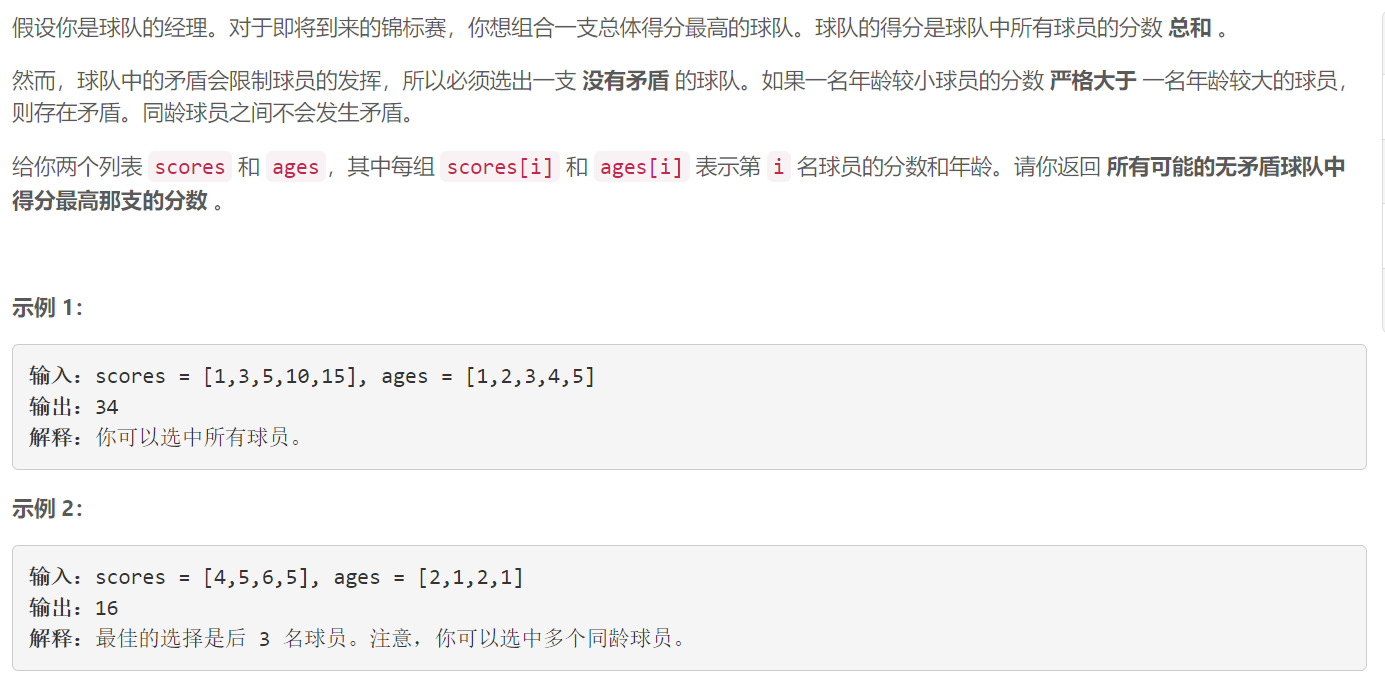 假设你是球队的经理。对于即将到来的锦标赛，你想组合一支总体得分最高的球队。球队的得分是球队中所有球员的分数 总和 。
然而，球队中的矛盾会限制球员的发挥，所以必须选出一支 没有矛盾 的球队。如果一名年龄较小球员的分数 严格大于 一名年龄较大的球员，
则存在矛盾。同龄球员之间不会发生矛盾。
给你两个列表 scores 和 ages，其中每组 scores[i] 和 ages[i] 表示第 i 名球员的分数和年龄。请你返回 所有可能的无矛盾球队中
得分最高那支的分数 。
示例 1：
输入：scores = [1,3,5,10,15], ages = [1,2,3,4,5]
输出：34
解释：你可以选中所有球员。
示例 2：
输入：scores = [4,5,6,5], ages = [2,1,2,1]
输出：16
解释：最佳的选择是后 3 名球员。注意，你可以选中多个同龄球员。